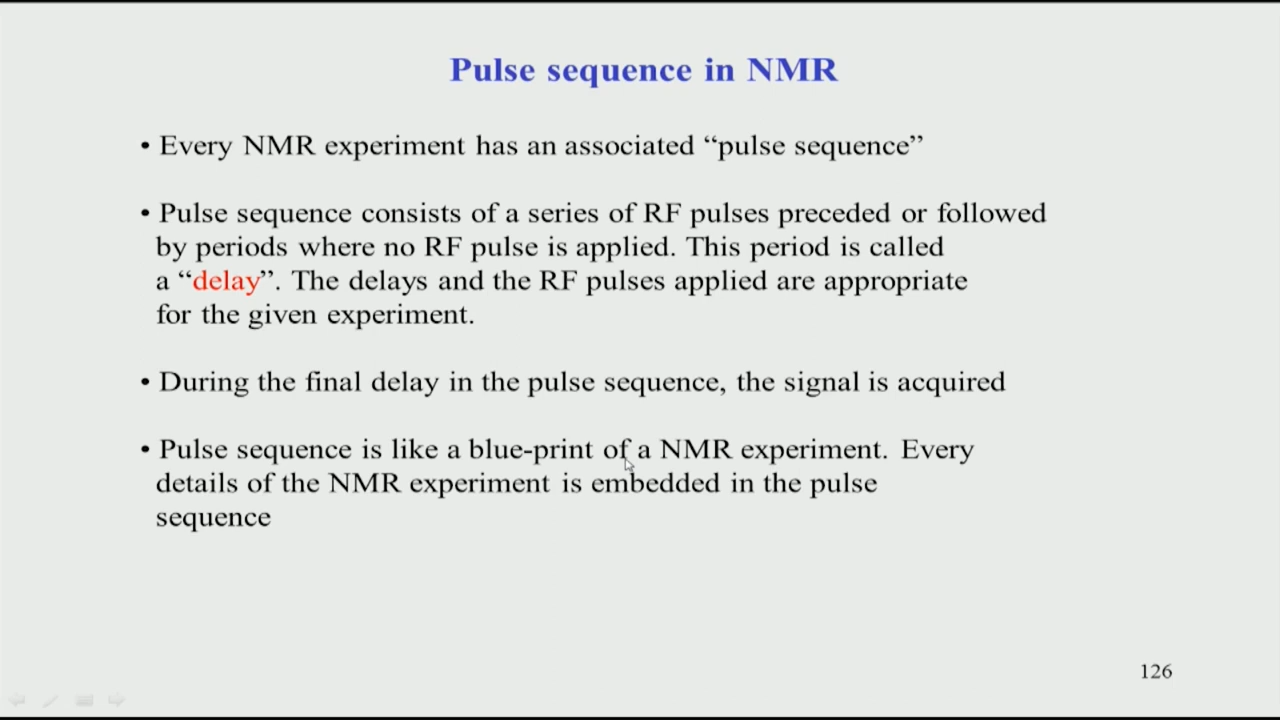 Pulse sequence in NMR
• Every NMR experiment has an associated “pulse sequence”
• Pulse sequence consists of a series of RF pulses preceded or followed
by periods where no RF pulse is applied. This period is called
a “delay”. The delays and the RF pulses applied are appropriate
for the given experiment.
• During the final delay in the pulse sequence, the signal is acquired
• Pulse sequence is like a blue-print of a NMR experiment. Every
details of the NMR experiment is embedded in the pulse
sequence
126